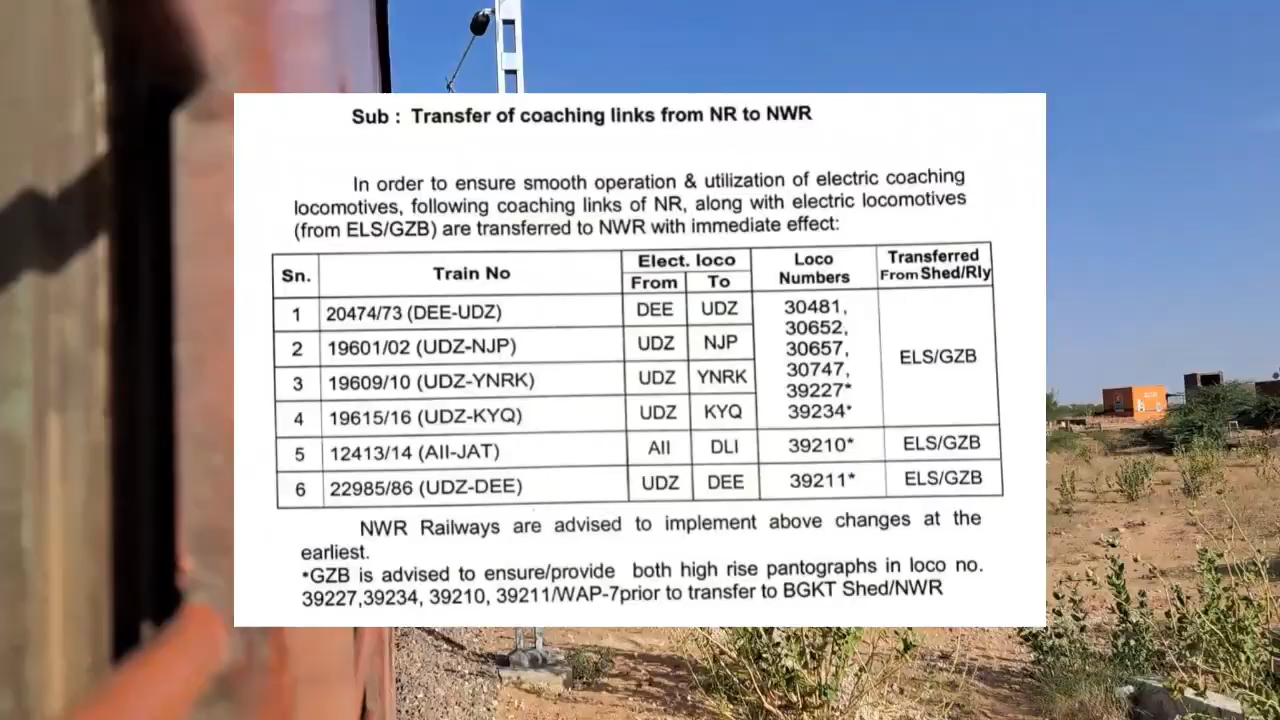 Sub : Transfer of coaching links from NR to NWR
In order to ensure smooth operation & utilization of electric coaching
locomotives, following coaching links of NR, along with electric locomotives
(from ELS/GZB) are transferred to NWR with immediate effect:
Sn. Train No Elect. loco Loco Numbers Transferred From Shed/Rly
From To
1 20474/73 (DEE-UDZ) DEE UDZ 30481,
30652,
2 19601/02 (UDZ-NJP) UDZ NJP 30657, ELS/GZB
30747,
3 19609/10 (UDZ-YNRK) UDZ YNRK 39227*
4 19615/16 (UDZ-KYQ) UDZ KYQ 39234*
5 12413/14 (AII-JAT) AII DLI 39210* ELS/GZB
6 22985/86 (UDZ-DEE) UDZ DEE 39211* ELS/GZB
NWR Railways are advised to implement above changes at the
earliest.
*GZB is advised to ensure/provide both high rise pantographs in loco no.
39227,39234, 39210, 39211/WAP-7prior to transfer to BGKT Shed/NWR